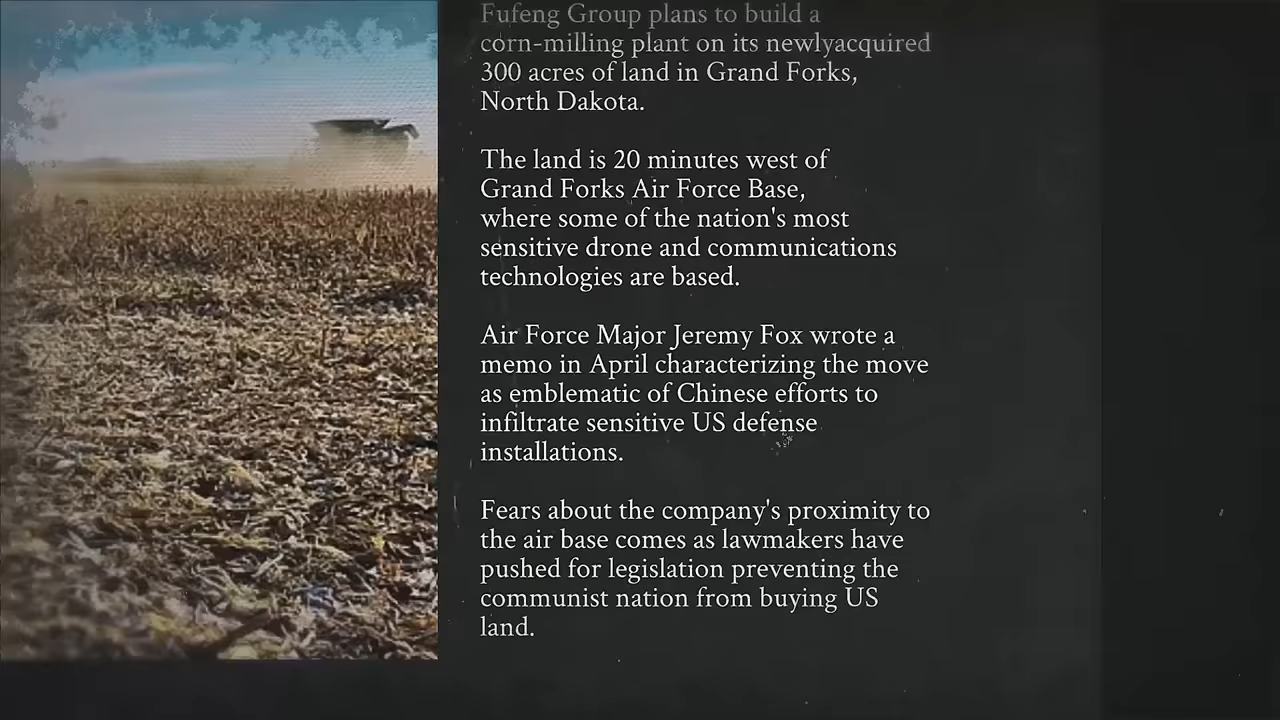 Fufeng Group plans to build a
corn-milling plant on its newlyacquired
300 acres of land in Grand Forks,
North Dakota.
The land is 20 minutes west of
Grand Forks Air Force Base,
where some of the nation's most
sensitive drone and communications
technologies are based.
Air Force Major Jeremy Fox wrote a
memo in April characterizing the move
as emblematic of Chinese efforts to
infiltrate sensitive US defense
installations.
Fears about the company's proximity to
the air base comes as lawmakers have
pushed for legislation preventing the
communist nation from buying US
land.